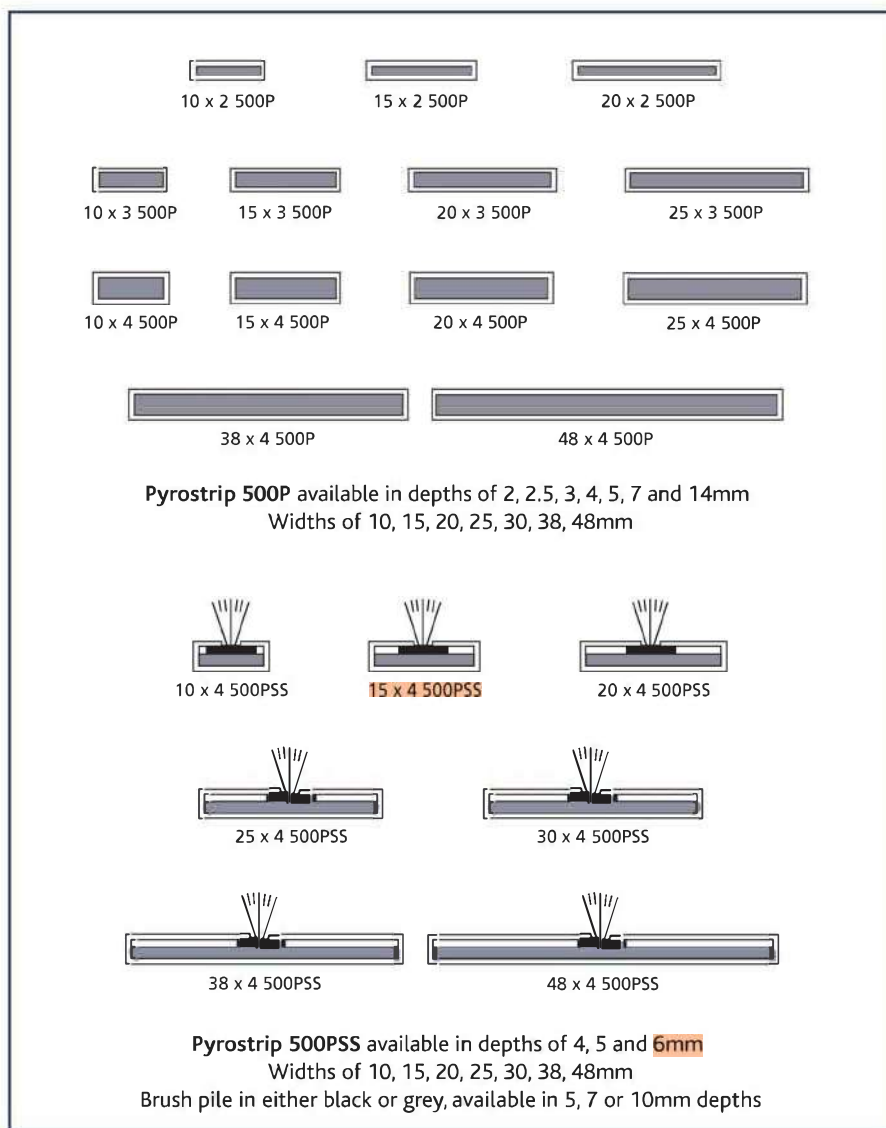 10 x 2 500P
15 x 2 500P
20 x 2 500P
10 x 3 500P
15 x 3 500P
20 x 3 500P
25 x 3 500P
10 x 4 500P
15 x 4 500P
20 x 4 500P
25 x 4 500P
38 x 4 500P
48 x 4 500P
Pyrostrip 500P available in depths of 2, 2.5, 3, 4, 5, 7 and 14mm
Widths of 10, 15, 20, 25, 30, 38, 48mm
10 x 4 500PSS
15 x 4 500PSS
20 x 4 500PSS
25 x 4 500PSS
30 x 4 500PSS
38 x 4 500PSS
48 x 4 500PSS
Pyrostrip 500PSS available in depths of 4, 5 and 6mm
Widths of 10, 15, 20, 25, 30, 38, 48mm
Brush pile in either black or grey, available in 5, 7 or 10mm depths